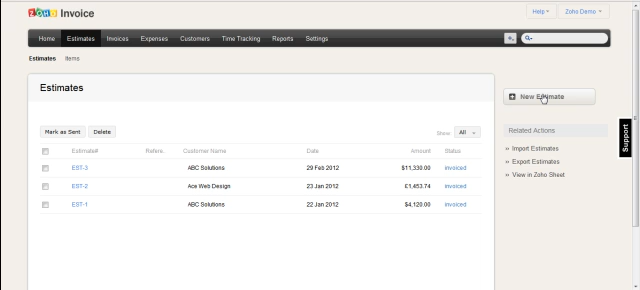 ZOHO Invoice
Help
Zoho Demo
Home Estimates Invoices Expenses Customers Time Tracking Reports Settings
Estimates Items
Estimates
New Estimate
Mark as Sent Delete
Show: All
Related Actions
Support
Estimate# Refere.. Customer Name Date Amount Status
» Import Estimates
EST-3 ABC Solutions 29 Feb 2012 $11,330.00 invoiced
» Export Estimates
» View in Zoho Sheet
EST-2 Ace Web Design 23 Jan 2012 £1,453.74 invoiced
EST-1 ABC Solutions 22 Jan 2012 $4,120.00 invoiced